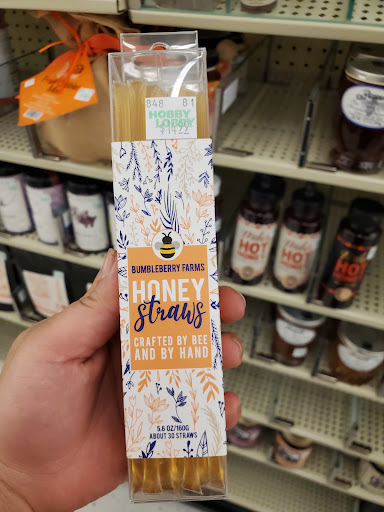 848 81
HOBBY
LOBBY
BUMBLEBERRY FARMS
HONEY
straws
CRAFTED BY BEE
AND BY HAND
5.6 OZ/160G
ABOUT 30 STRAWS
HOT
HOT
HOT